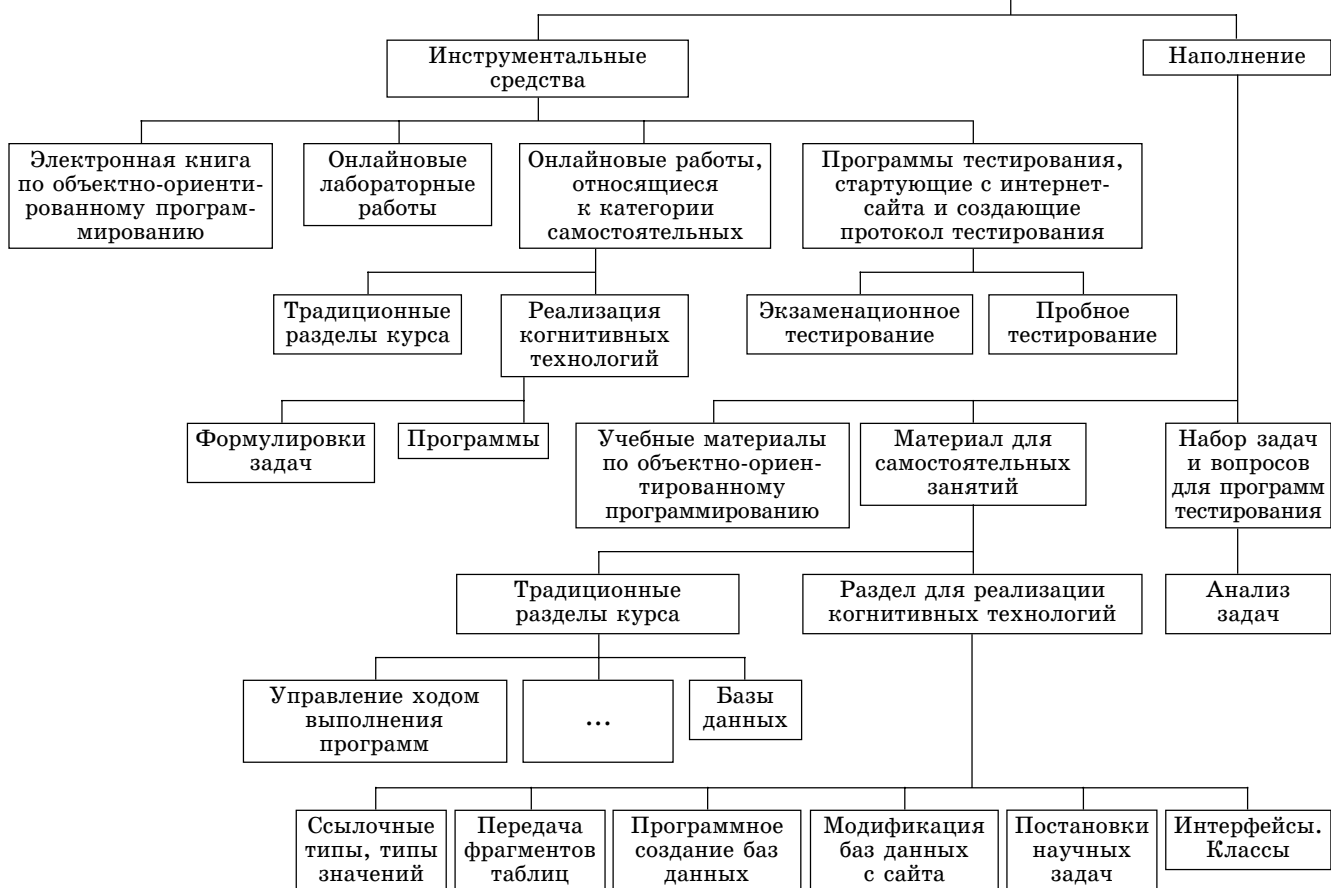 Инструментальные
средства
Наполнение
Электронная книга
по объектно-ориенти-
рованному програм-
мированию
Онлайновые
лабораторные
работы
Онлайновые работы,
относящиеся
к категории
самостоятельных
Программы тестирования,
стартующие с интернет-
сайта и создающие
протокол тестирования
Традиционные
разделы курса
Реализация
когнитивных
технологий
Экзаменационное
тестирование
Пробное
тестирование
Формулировки
задач
Программы
Учебные материалы
по объектно-ориен-
тированному
программированию
Материал для
самостоятельных
занятий
Набор задач
и вопросов
для программ
тестирования
Традиционные
разделы курса
Раздел для реализации
когнитивных технологий
Анализ
задач
Управление ходом
выполнения
программ
...
Базы
данных
Ссылочные
типы, типы
значений
Передача
фрагментов
таблиц
Программное
создание баз
данных
Модификация
баз данных
с сайта
Постановки
научных
задач
Интерфейсы.
Классы